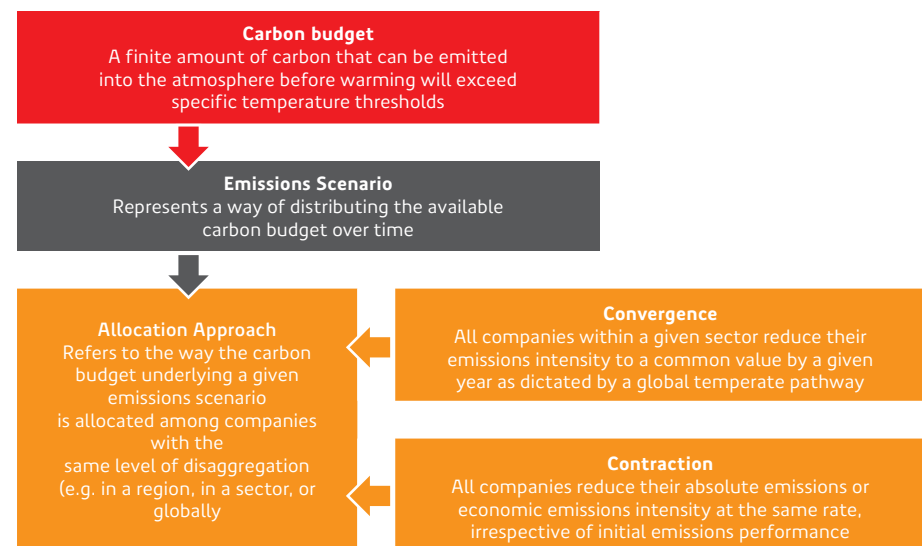 Carbon budget
A finite amount of carbon that can be emitted
into the atmosphere before warming will exceed
specific temperature thresholds
Emissions Scenario
Represents a way of distributing the available
carbon budget over time
Allocation Approach
Refers to the way the carbon
budget underlying a given
emissions scenario
is allocated among companies
with the
same level of disaggregation
(e.g. in a region, in a sector, or
globally
Convergence
All companies within a given sector reduce their
emissions intensity to a common value by a given
year as dictated by a global temperate pathway
Contraction
All companies reduce their absolute emissions or
economic emissions intensity at the same rate,
irrespective of initial emissions performance